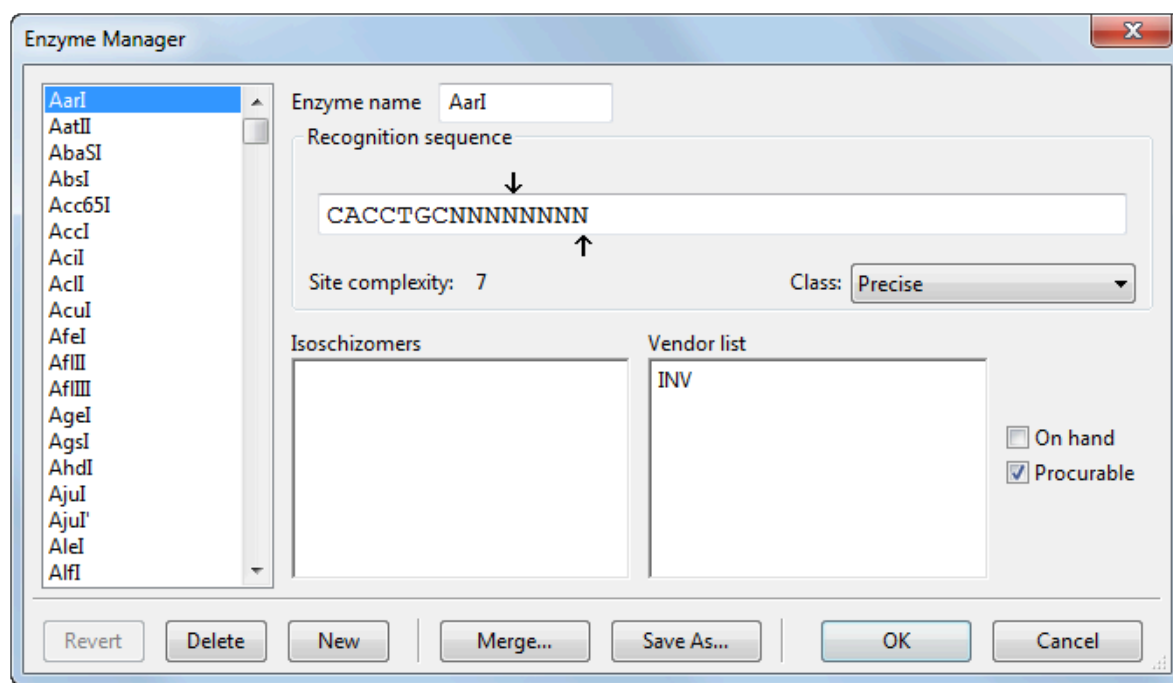 Enzyme Manager
AarI
AatII
AbaSI
AbsI
Acc65I
AccI
AciI
AclI
AcuI
AfeI
AflII
AflIII
AgeI
AgsI
AhdI
AjuI
AjuI'
AleI
AlfI
Enzyme name AarI
Recognition sequence
CACCTGCNNNNNNNN
Site complexity: 7 Class: Precise
Isoschizomers
Vendor list
INV
On hand
Procurable
Revert Delete New Merge... Save As... OK Cancel